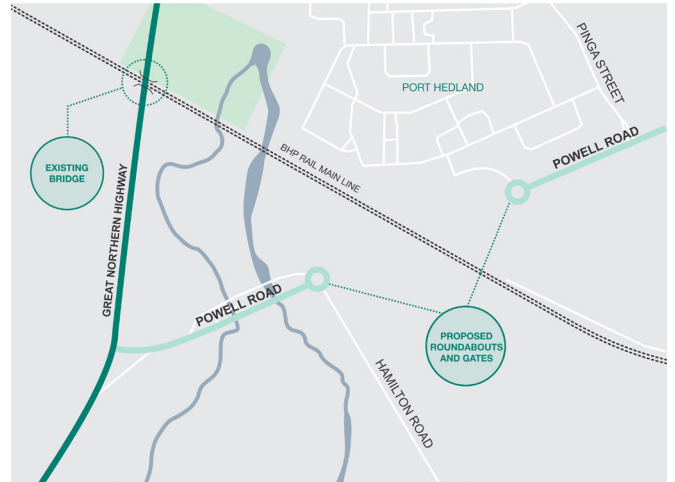 PINGA STREET
PORT HEDLAND
POWELL ROAD
EXISTING
BRIDGE
BHP RAIL MAIN LINE
GREAT NORTHERN HIGHWAY
POWELL ROAD
PROPOSED
ROUNDABOUTS
AND GATES
HAMILTON ROAD